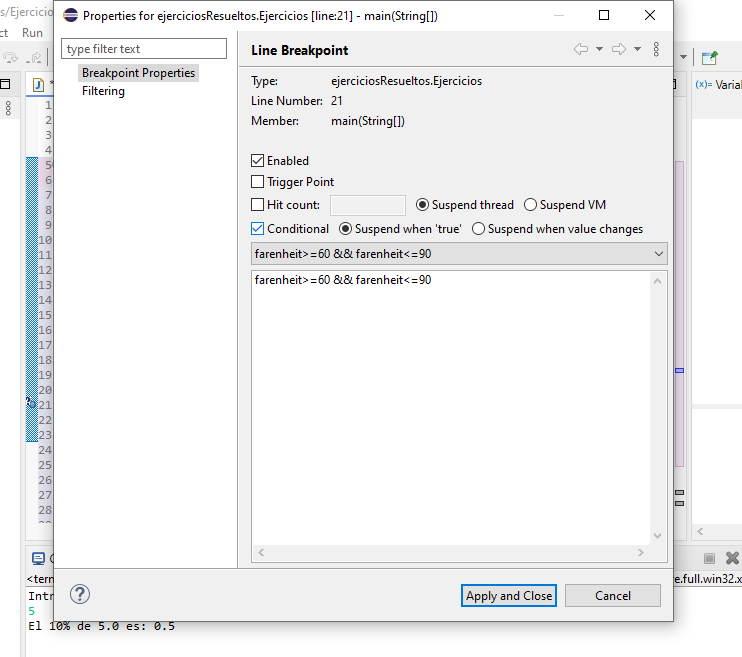 s/Ejercicio
Properties for ejerciciosResueltos.Ejercicios [line:21] - main(String[])
ct Run
type filter text
Breakpoint Properties
Filtering
Line Breakpoint
Type: ejerciciosResueltos.Ejercicios
Line Number: 21
Member: main(String[])
Enabled
Trigger Point
Hit count: Suspend thread Suspend VM
Conditional Suspend when 'true' Suspend when value changes
farenheit>=60 && farenheit<=90
farenheit>=60 && farenheit<=90
(x)= Varial
1
2
3
4
5
6
7
8
9
10
11
12
13
14
15
16
17
18
19
20
21
22
23
24
25
26
27
28
Apply and Close Cancel
<tern
e.full.win32.x
Intr
5
El 10% de 5.0 es: 0.5